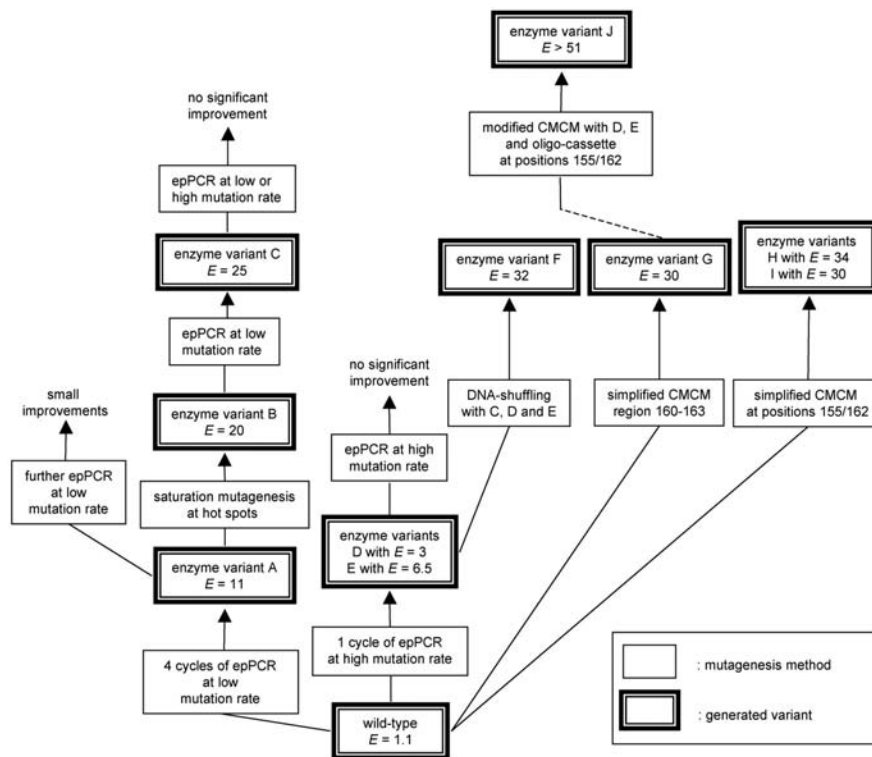 enzyme variant J
E > 51
no significant
improvement
modified CMCM with D, E
and oligo-cassette
at positions 155/162
epPCR at low or
high mutation rate
enzyme variant C
E = 25
enzyme variant F
E = 32
enzyme variant G
E = 30
enzyme variants
H with E = 34
I with E = 30
epPCR at low
mutation rate
no significant
improvement
small
improvements
enzyme variant B
E = 20
DNA-shuffling
with C, D and E
simplified CMCM
region 160-163
simplified CMCM
at positions 155/162
epPCR at high
mutation rate
further epPCR
at low
mutation rate
saturation mutagenesis
at hot spots
enzyme variants
D with E = 3
E with E = 6.5
enzyme variant A
E = 11
1 cycle of epPCR
at high mutation rate
4 cycles of epPCR
at low
mutation rate
: mutagenesis method
wild-type
E = 1.1
: generated variant